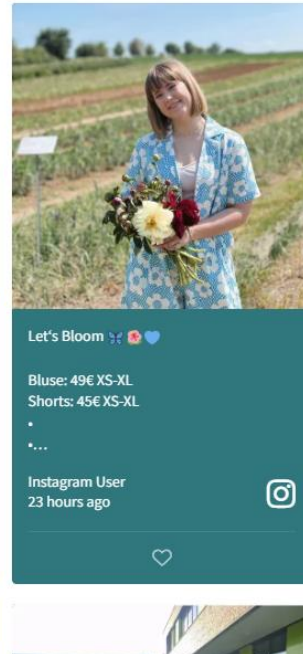 Let's Bloom 🦋🌺💙
Bluse: 49€ XS-XL
Shorts: 45€ XS-XL
•
•...
Instagram User
23 hours ago